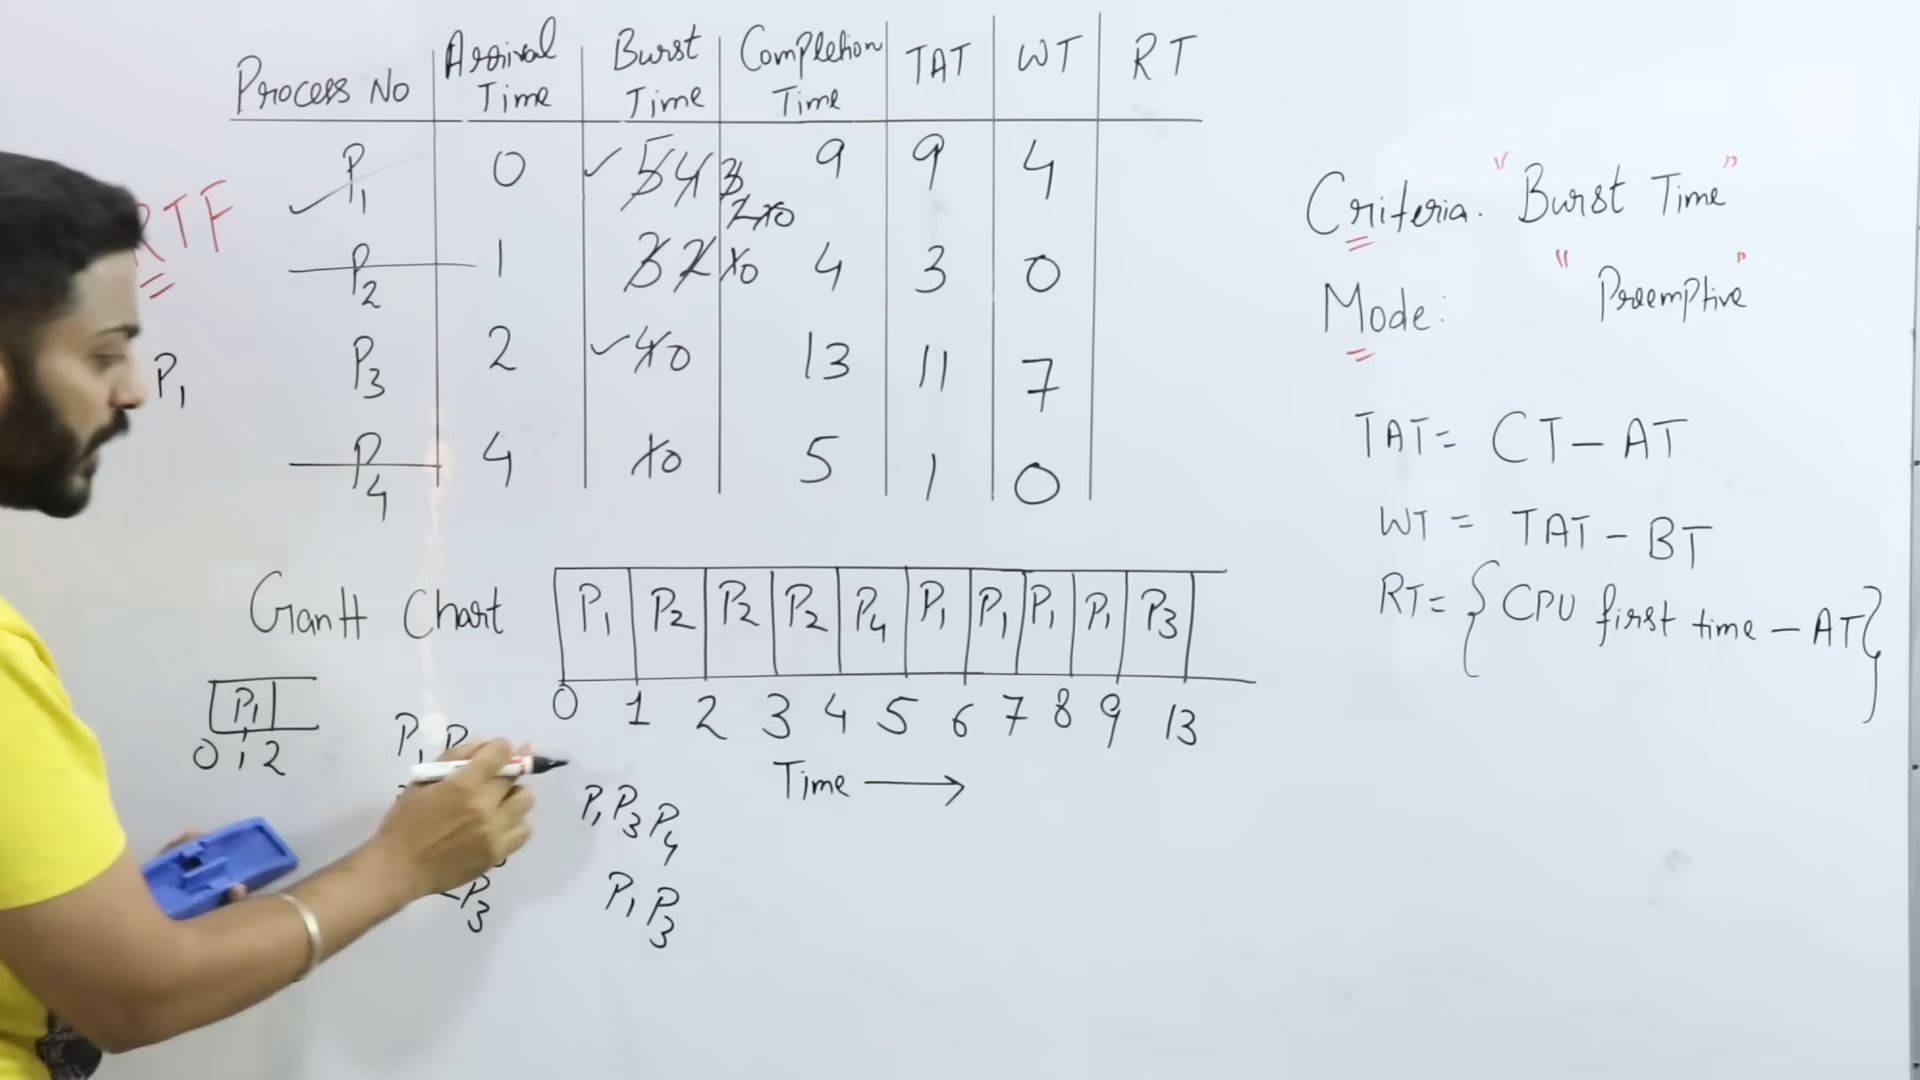 Process No Arrival Time Burst Time Completion Time TAT WT RT
P1 0 5 4 3 2 1 0 9 9 4
P2 1 3 2 1 0 4 3 0
P3 2 4 0 13 11 7
P4 4 1 0 5 1 0
RTF
P1
Criteria. "Burst Time"
Mode: "Preemptive"
TAT = CT - AT
WT = TAT - BT
RT = { CPU first time - AT }
Gantt Chart
P1 P2 P2 P2 P4 P1 P1 P1 P1 P3
0 1 2 3 4 5 6 7 8 9 13
Time →
P1
0 1 2
P1
P1 P3 P4
P3
P1 P3